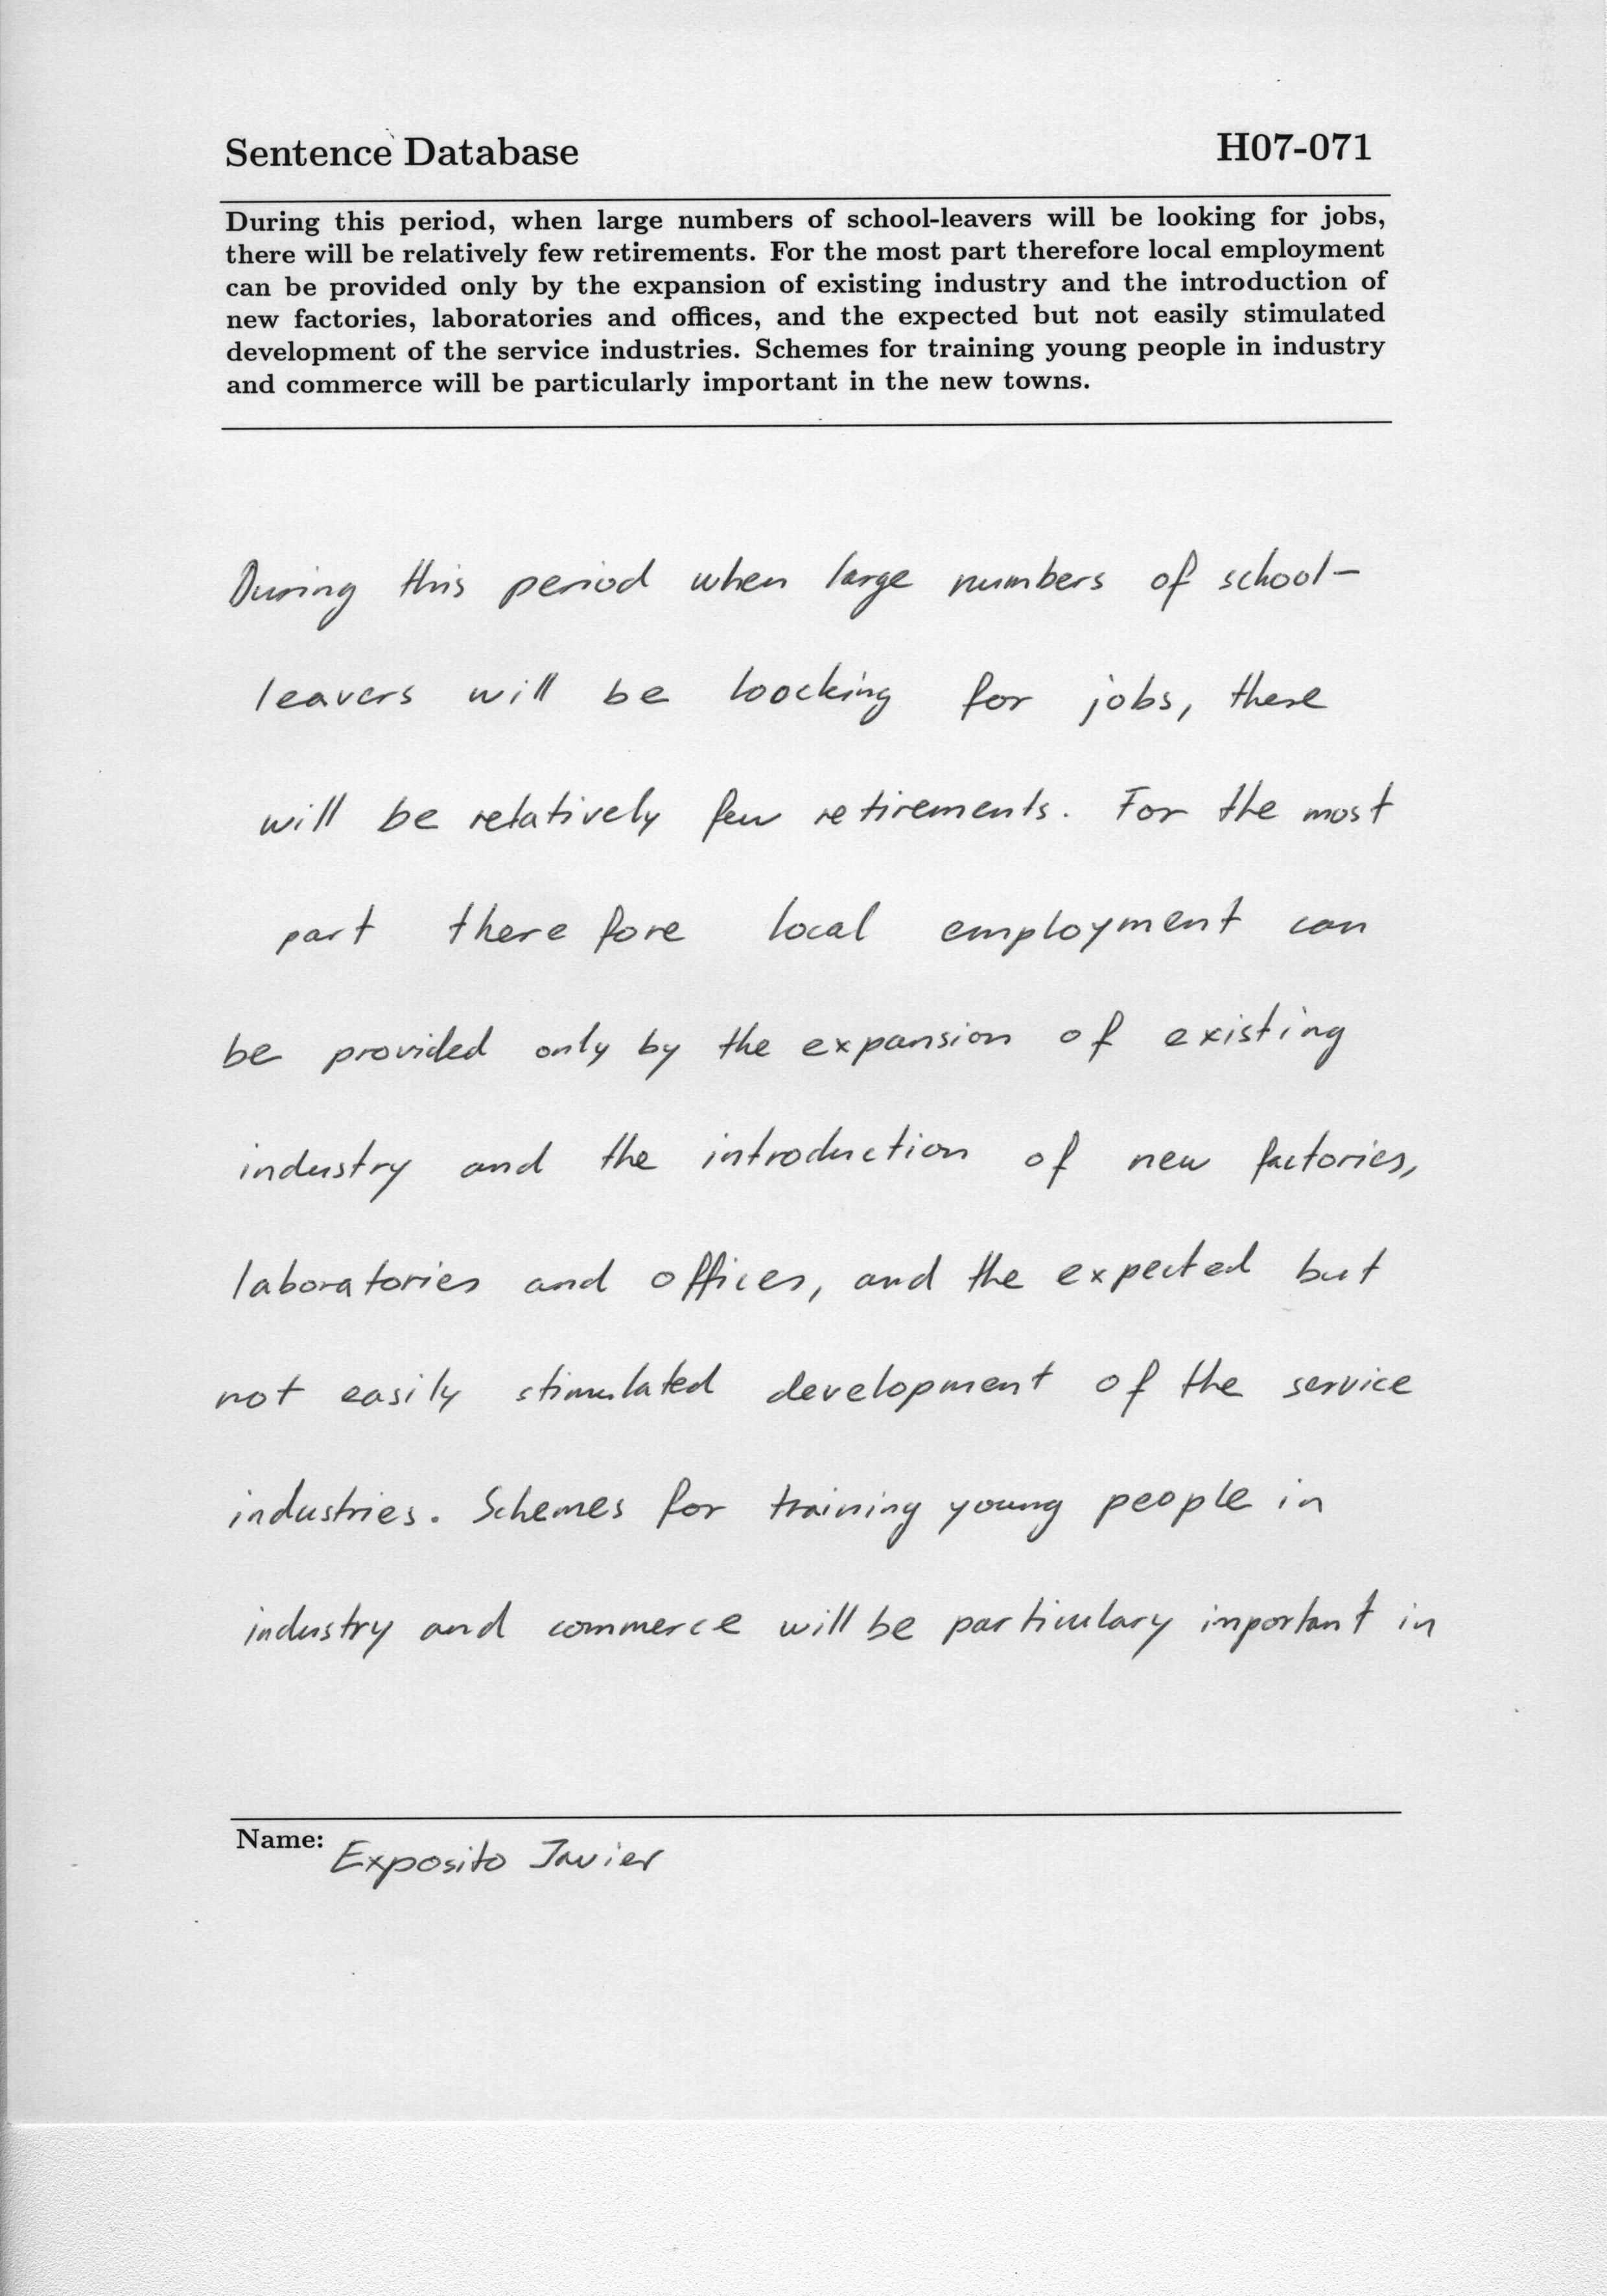 Sentence Database
H07-071
During this period, when large numbers of school-leavers will be looking for jobs,
there will be relatively few retirements. For the most part therefore local employment
can be provided only by the expansion of existing industry and the introduction of
new factories, laboratories and offices, and the expected but not easily stimulated
development of the service industries. Schemes for training young people in industry
and commerce will be particularly important in the new towns.
During this period when large numbers of school-
leavers will be loocking for jobs, there
will be relatively few retirements. For the most
part therefore local employment can
be provided only by the expansion of existing
industry and the introduction of new factories,
laboratories and offices, and the expected but
not easily stimulated development of the service
industries. Schemes for training young people in
industry and commerce will be particulary important in
Name: Exposito Javier